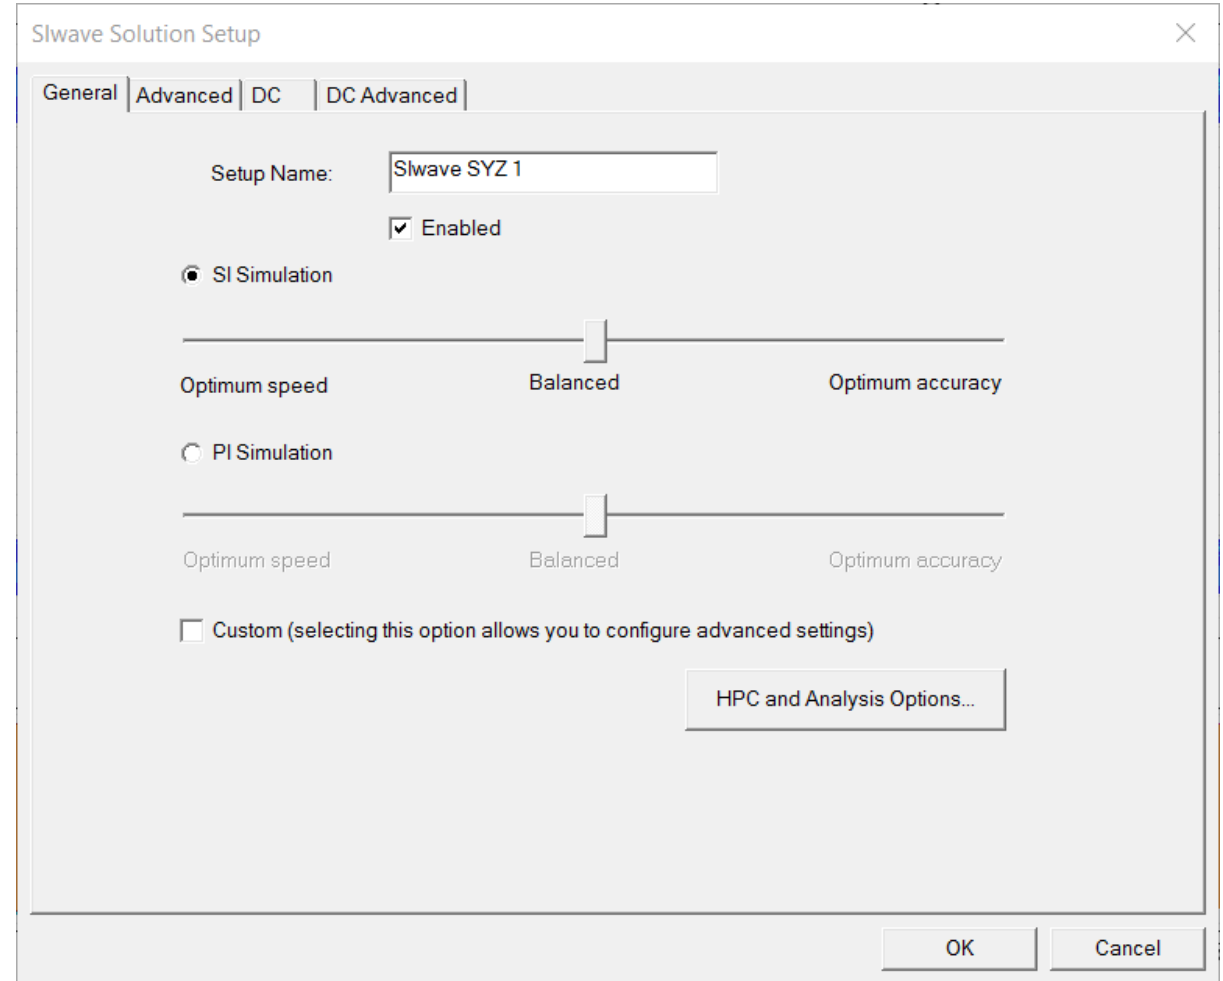 SIwave Solution Setup
General Advanced DC DC Advanced
Setup Name: SIwave SYZ 1
Enabled
SI Simulation
Optimum speed Balanced Optimum accuracy
PI Simulation
Optimum speed Balanced Optimum accuracy
Custom (selecting this option allows you to configure advanced settings)
HPC and Analysis Options...
OK Cancel